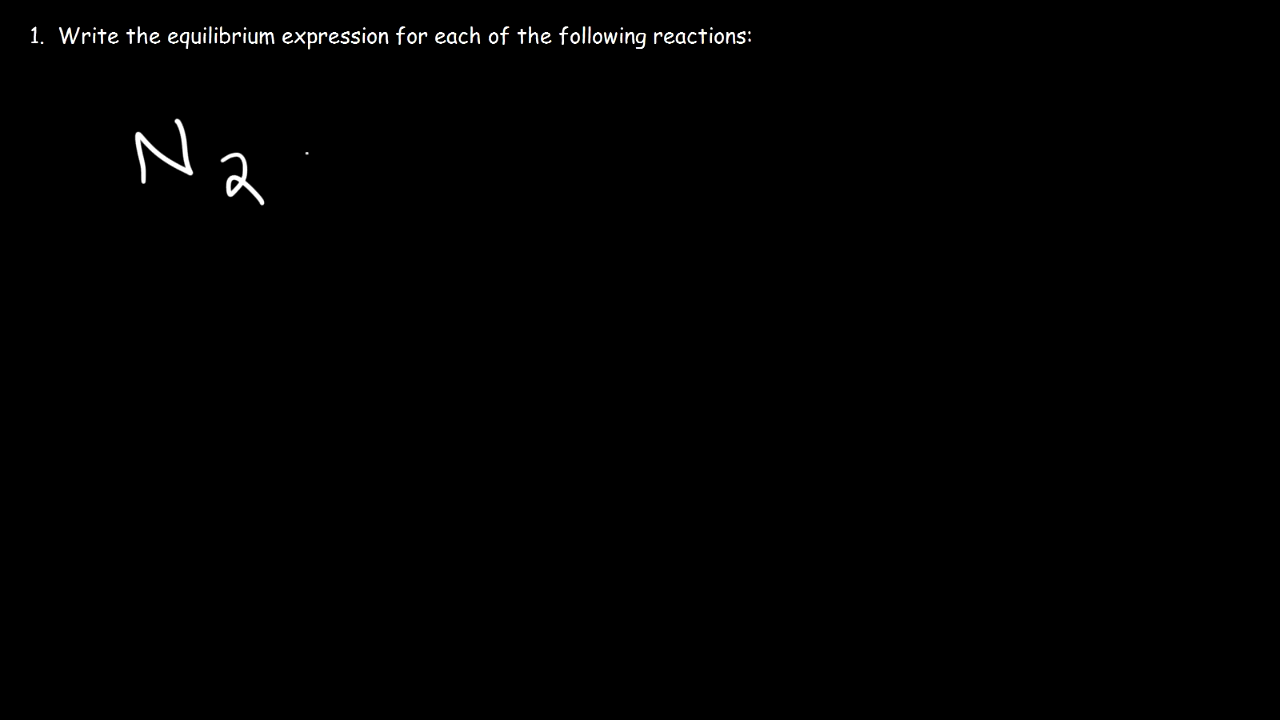 1. Write the equilibrium expression for each of the following reactions:
N2